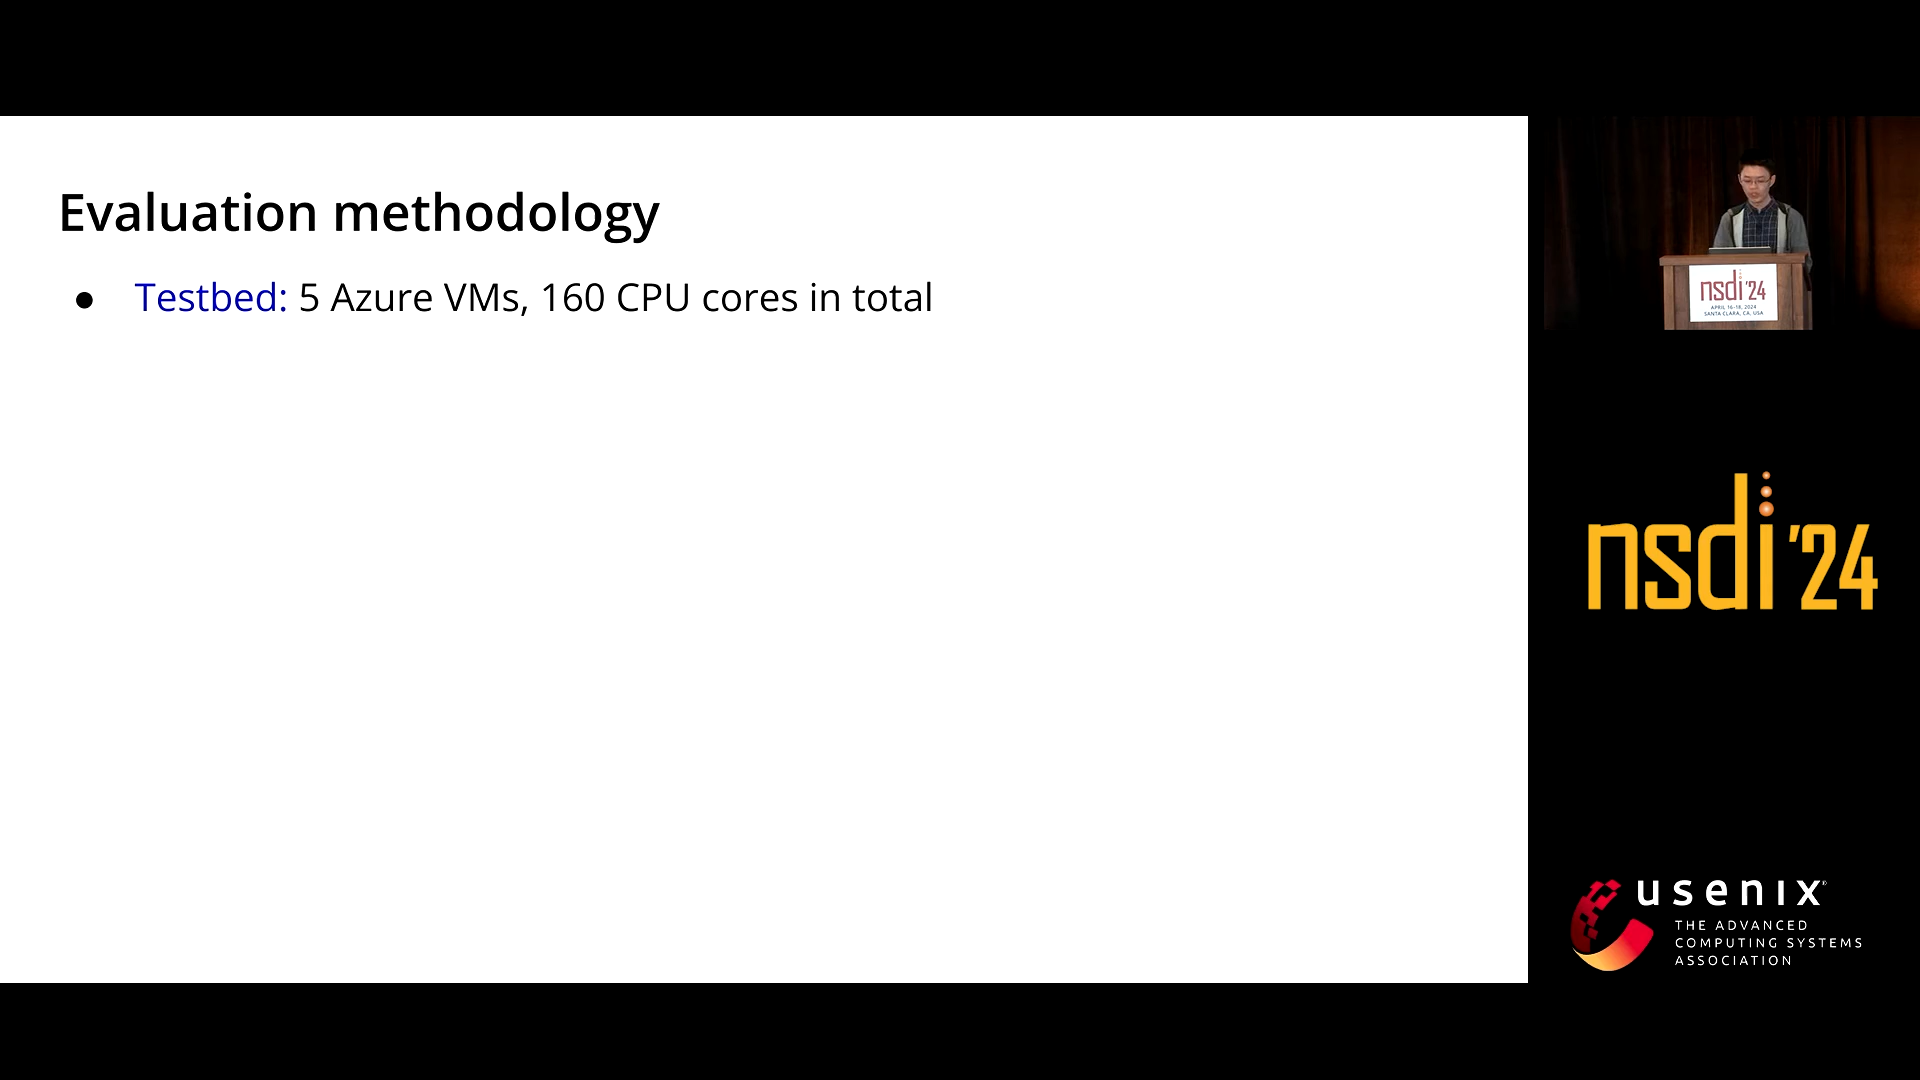 Evaluation methodology
● Testbed: 5 Azure VMs, 160 CPU cores in total
nsdi '24
APRIL 16-18, 2024
SANTA CLARA, CA, USA
nsdi '24
usenix®
THE ADVANCED
COMPUTING SYSTEMS
ASSOCIATION